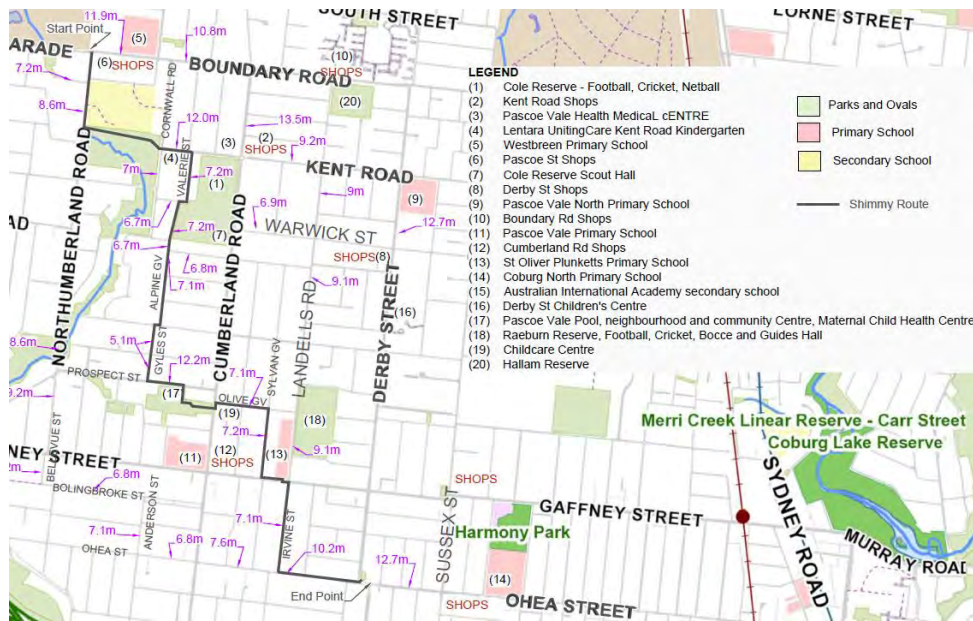 11.9m
SOUTH STREET
LORNE STREET
Start Point
(5)
10.8m
ARADE
(6)
SHOPS
(10)
SHOPS
7.2m
BOUNDARY ROAD
CORNWALL RD
(20)
8.6m
12.0m
13.5m
(3)
(2)
SHOPS
9.2m
(4)
VALERIE ST
7.2m
7m
(1)
KENT ROAD
9m
(9)
6.7m
6.9m
12.7m
7.2m
WARWICK ST
(7)
AD
6.7m
6.8m
SHOPS
(8)
7.1m
9.1m
NORTHUMBERLAND ROAD
ALPINE GV
CUMBERLAND ROAD
LANDELLS RD
DERBY STREET
(16)
8.6m
5.1m
GYLES ST
12.2m
SYLVAN GV
PROSPECT ST
7.1m
(17)
OLIVE GV
9.2m
(19)
(18)
7.2m
BELLEVUE ST
(12)
SHOPS
(11)
(13)
9.1m
2m
NEY STREET
6.8m
BOLINGBROKE ST
SHOPS
GAFFNEY STREET
ANDERSON ST
7.1m
IRVINE ST
SUSSEX ST
Harmony Park
7.1m
6.8m
7.6m
OHEA ST
10.2m
12.7m
(14)
End Point
SHOPS
OHEA STREET
Merri Creek Linear Reserve - Carr Street
Coburg Lake Reserve
SYDNEY ROAD
MURRAY ROAD
LEGEND
(1) Cole Reserve - Football, Cricket, Netball
(2) Kent Road Shops
(3) Pascoe Vale Health MedicaL cENTRE
(4) Lentara UnitingCare Kent Road Kindergarten
(5) Westbreen Primary School
(6) Pascoe St Shops
(7) Cole Reserve Scout Hall
(8) Derby St Shops
(9) Pascoe Vale North Primary School
(10) Boundary Rd Shops
(11) Pascoe Vale Primary School
(12) Cumberland Rd Shops
(13) St Oliver Plunketts Primary School
(14) Coburg North Primary School
(15) Australian International Academy secondary school
(16) Derby St Children's Centre
(17) Pascoe Vale Pool, neighbourhood and community Centre, Maternal Child Health Centre
(18) Raeburn Reserve, Football, Cricket, Bocce and Guides Hall
(19) Childcare Centre
(20) Hallam Reserve
Parks and Ovals
Primary School
Secondary School
Shimmy Route